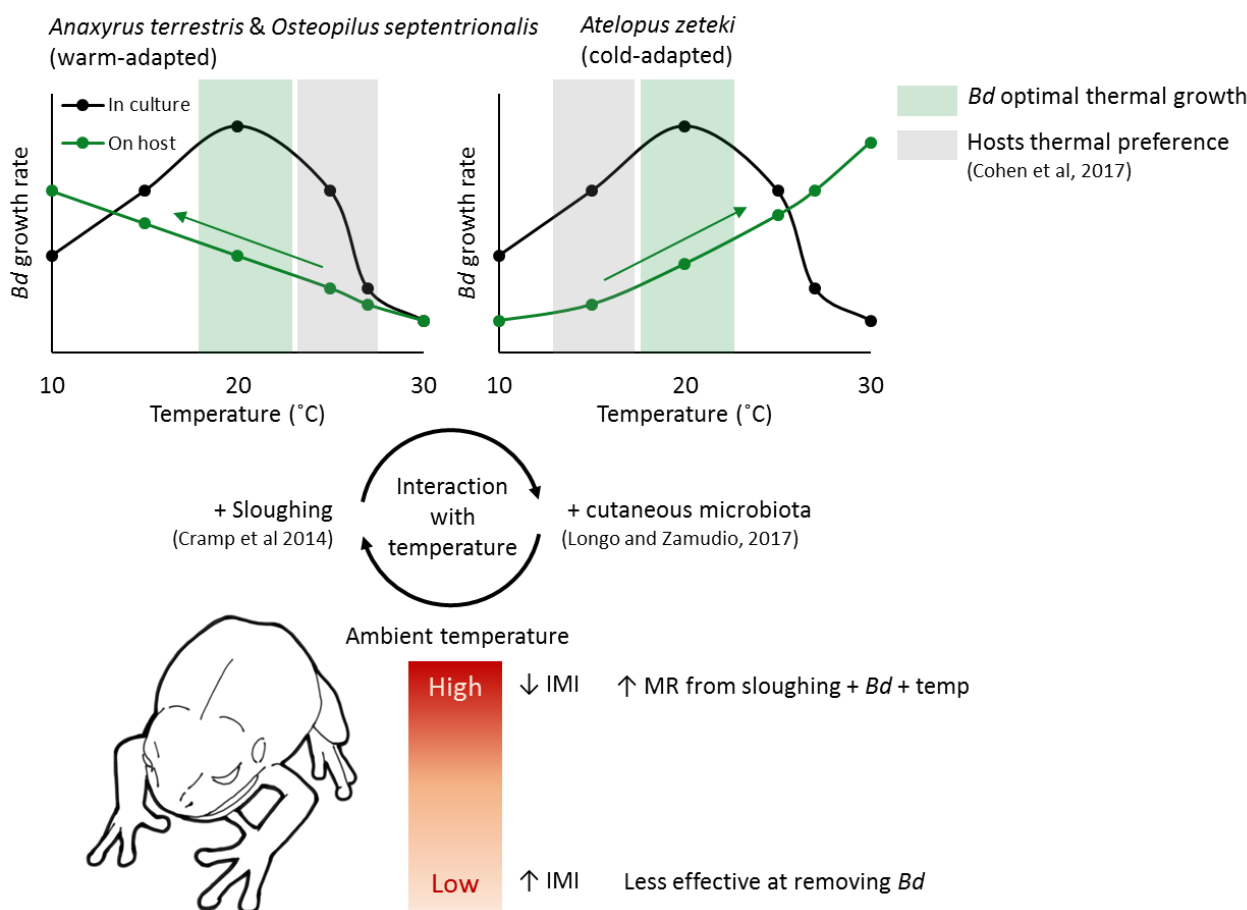 Anaxyrus terrestris & Osteopilus septentrionalis
(warm-adapted)
Atelopus zeteki
(cold-adapted)
In culture
On host
Bd optimal thermal growth
Hosts thermal preference
(Cohen et al, 2017)
Bd growth rate
Bd growth rate
10
20
30
Temperature (˚C)
10
20
30
Temperature (˚C)
+ Sloughing
(Cramp et al 2014)
Interaction
with
temperature
+ cutaneous microbiota
(Longo and Zamudio, 2017)
Ambient temperature
High
↓ IMI
↑ MR from sloughing + Bd + temp
Low
↑ IMI
Less effective at removing Bd